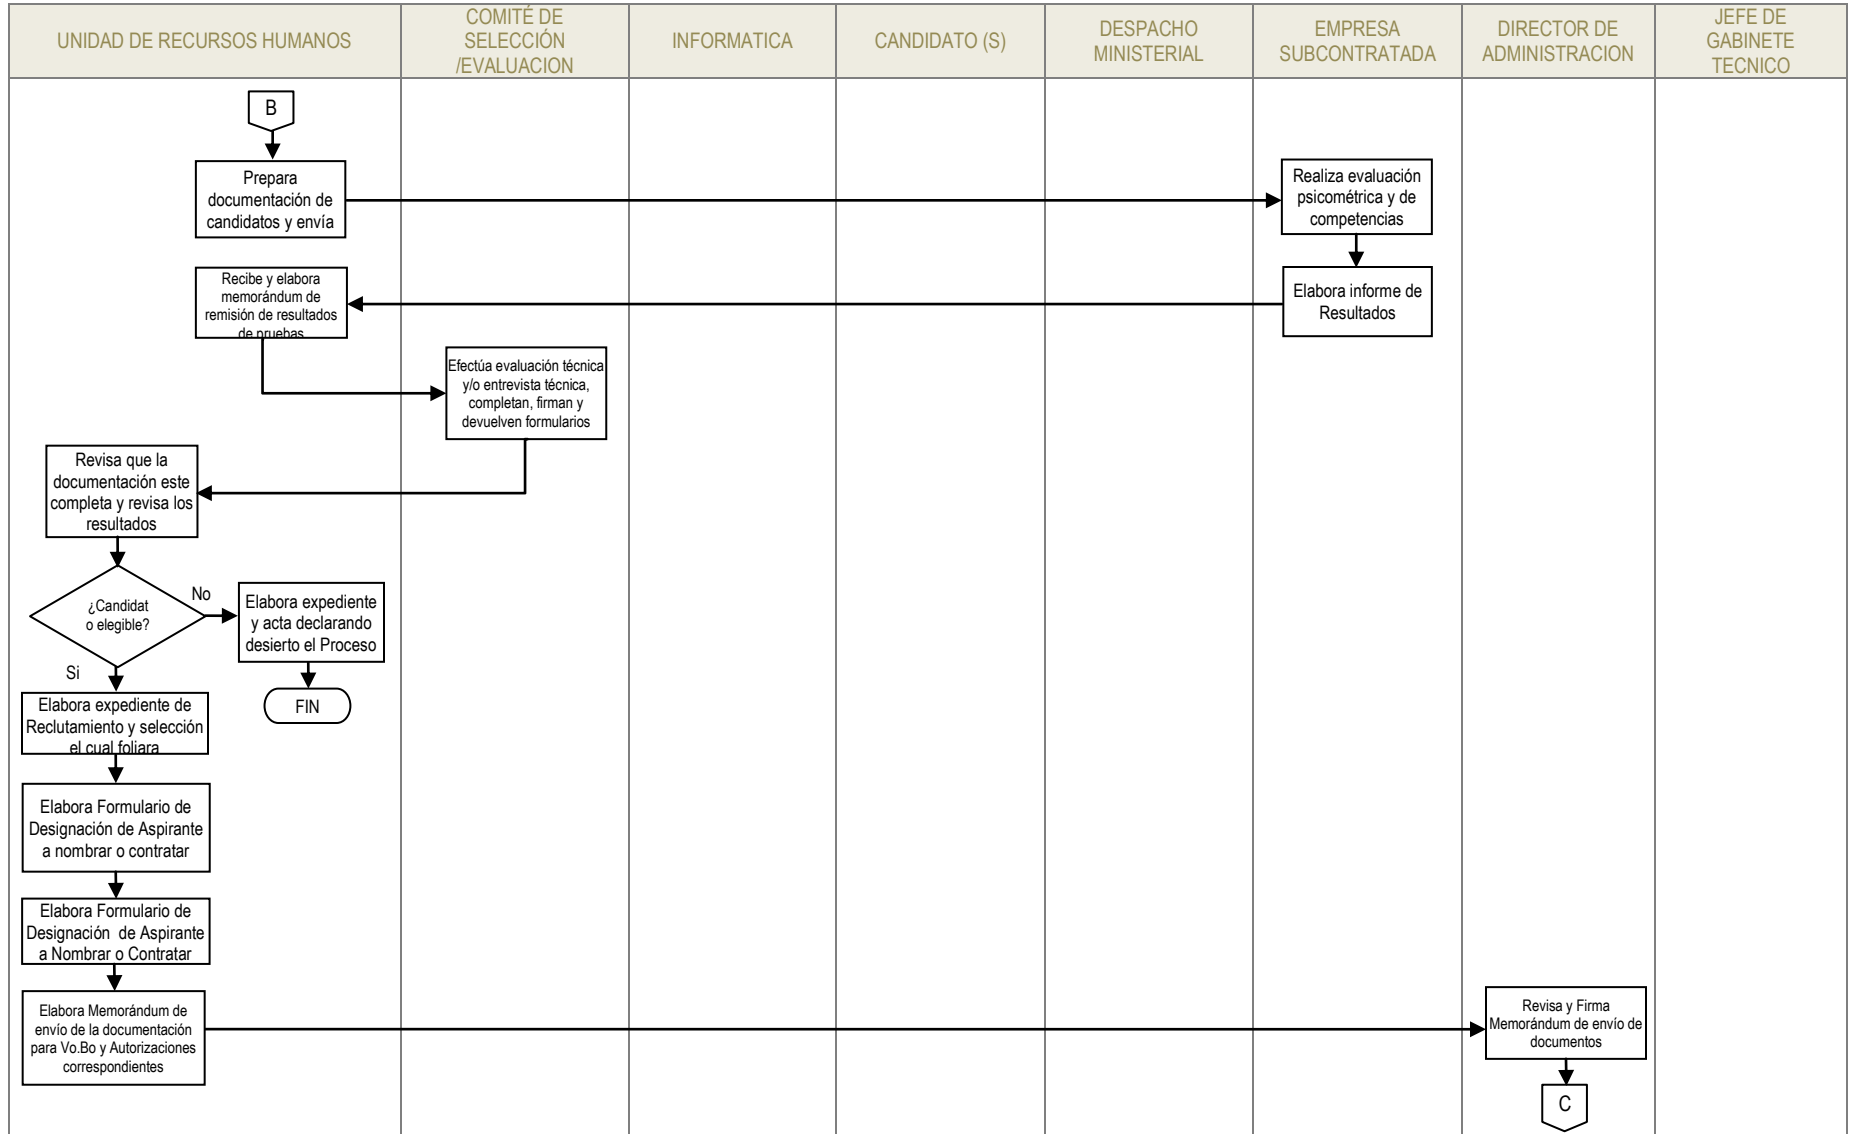 UNIDAD DE RECURSOS HUMANOS
COMITÉ DE
SELECCIÓN
/EVALUACION
INFORMATICA
CANDIDATO (S)
DESPACHO
MINISTERIAL
EMPRESA
SUBCONTRATADA
DIRECTOR DE
ADMINISTRACION
JEFE DE
GABINETE
TECNICO
B
Prepara
documentación de
candidatos y envía
Realiza evaluación
psicométrica y de
competencias
Elabora informe de
Resultados
Recibe y elabora
memorándum de
remisión de resultados
de pruebas
Efectúa evaluación técnica
y/o entrevista técnica,
completan, firman y
devuelven formularios
Revisa que la
documentación este
completa y revisa los
resultados
¿Candidat
o elegible?
No
Elabora expediente
y acta declarando
desierto el Proceso
FIN
Si
Elabora expediente de
Reclutamiento y selección
el cual foliara
Elabora Formulario de
Designación de Aspirante
a nombrar o contratar
Elabora Formulario de
Designación  de Aspirante
a Nombrar o Contratar
Elabora Memorándum de
envío de la documentación
para Vo.Bo y Autorizaciones
correspondientes
Revisa y Firma
Memorándum de envío de
documentos
C